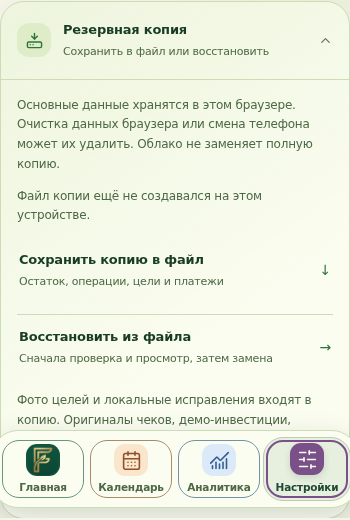 Резервная копия
Сохранить в файл или восстановить
Основные данные хранятся в этом браузере.
Очистка данных браузера или смена телефона
может их удалить. Облако не заменяет полную
копию.
Файл копии ещё не создавался на этом
устройстве.
Сохранить копию в файл
Остаток, операции, цели и платежи
↓
Восстановить из файла
Сначала проверка и просмотр, затем замена
→
Фото целей и локальные исправления входят в
копию. Оригиналы чеков, демо-инвестиции,
Главная
Календарь
Аналитика
Настройки